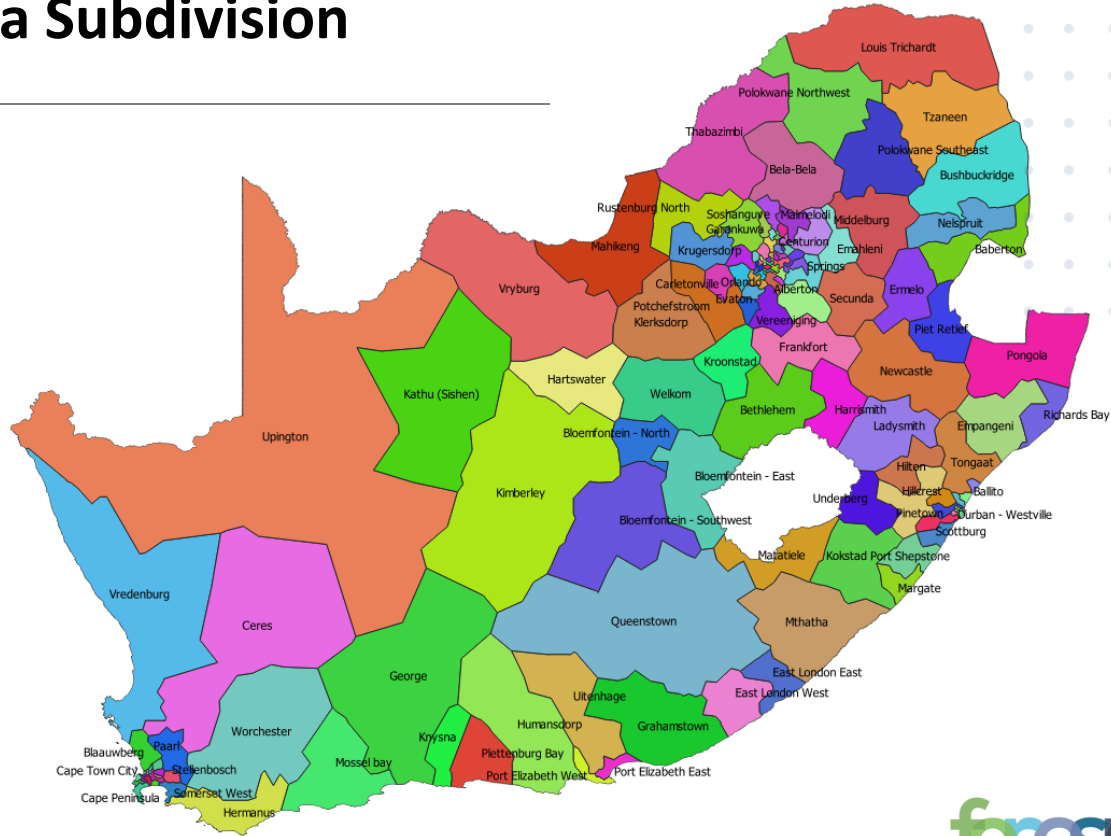 a Subdivision
Louis Trichardt
Polokwane Northwest
Tzaneen
Thabazimbi
Polokwane Southeast
Bela-Bela
Bushbuckridge
Rustenburg North
Soshanguve
Mamelodi
Middelburg
Nelspruit
Garankuwa
Centurion
Mahikeng
Krugersdorp
Emahleni
Baberton
Springs
Vryburg
Carletonville
Orlando
Alberton
Ermelo
Evaton
Secunda
Potchefstroom
Klerksdorp
Vereeniging
Piet Retief
Frankfort
Pongola
Kroonstad
Newcastle
Hartswater
Kathu (Sishen)
Welkom
Bethlehem
Harrismith
Richards Bay
Ladysmith
Empangeni
Upington
Bloemfontein - North
Tongaat
Hilton
Bloemfontein - East
Kimberley
Hillcrest
Ballito
Underberg
Pinetown
Durban - Westville
Bloemfontein - Southwest
Scottburg
Matatiele
Kokstad
Port Shepstone
Margate
Vredenburg
Queenstown
Mthatha
Ceres
East London East
George
East London West
Uitenhage
Humansdorp
Grahamstown
Worchester
Knysna
Paarl
Blaauwberg
Plettenburg Bay
Mossel bay
Cape Town City
Stellenbosch
Port Elizabeth West
Port Elizabeth East
Somerset West
Cape Peninsula
Hermanus